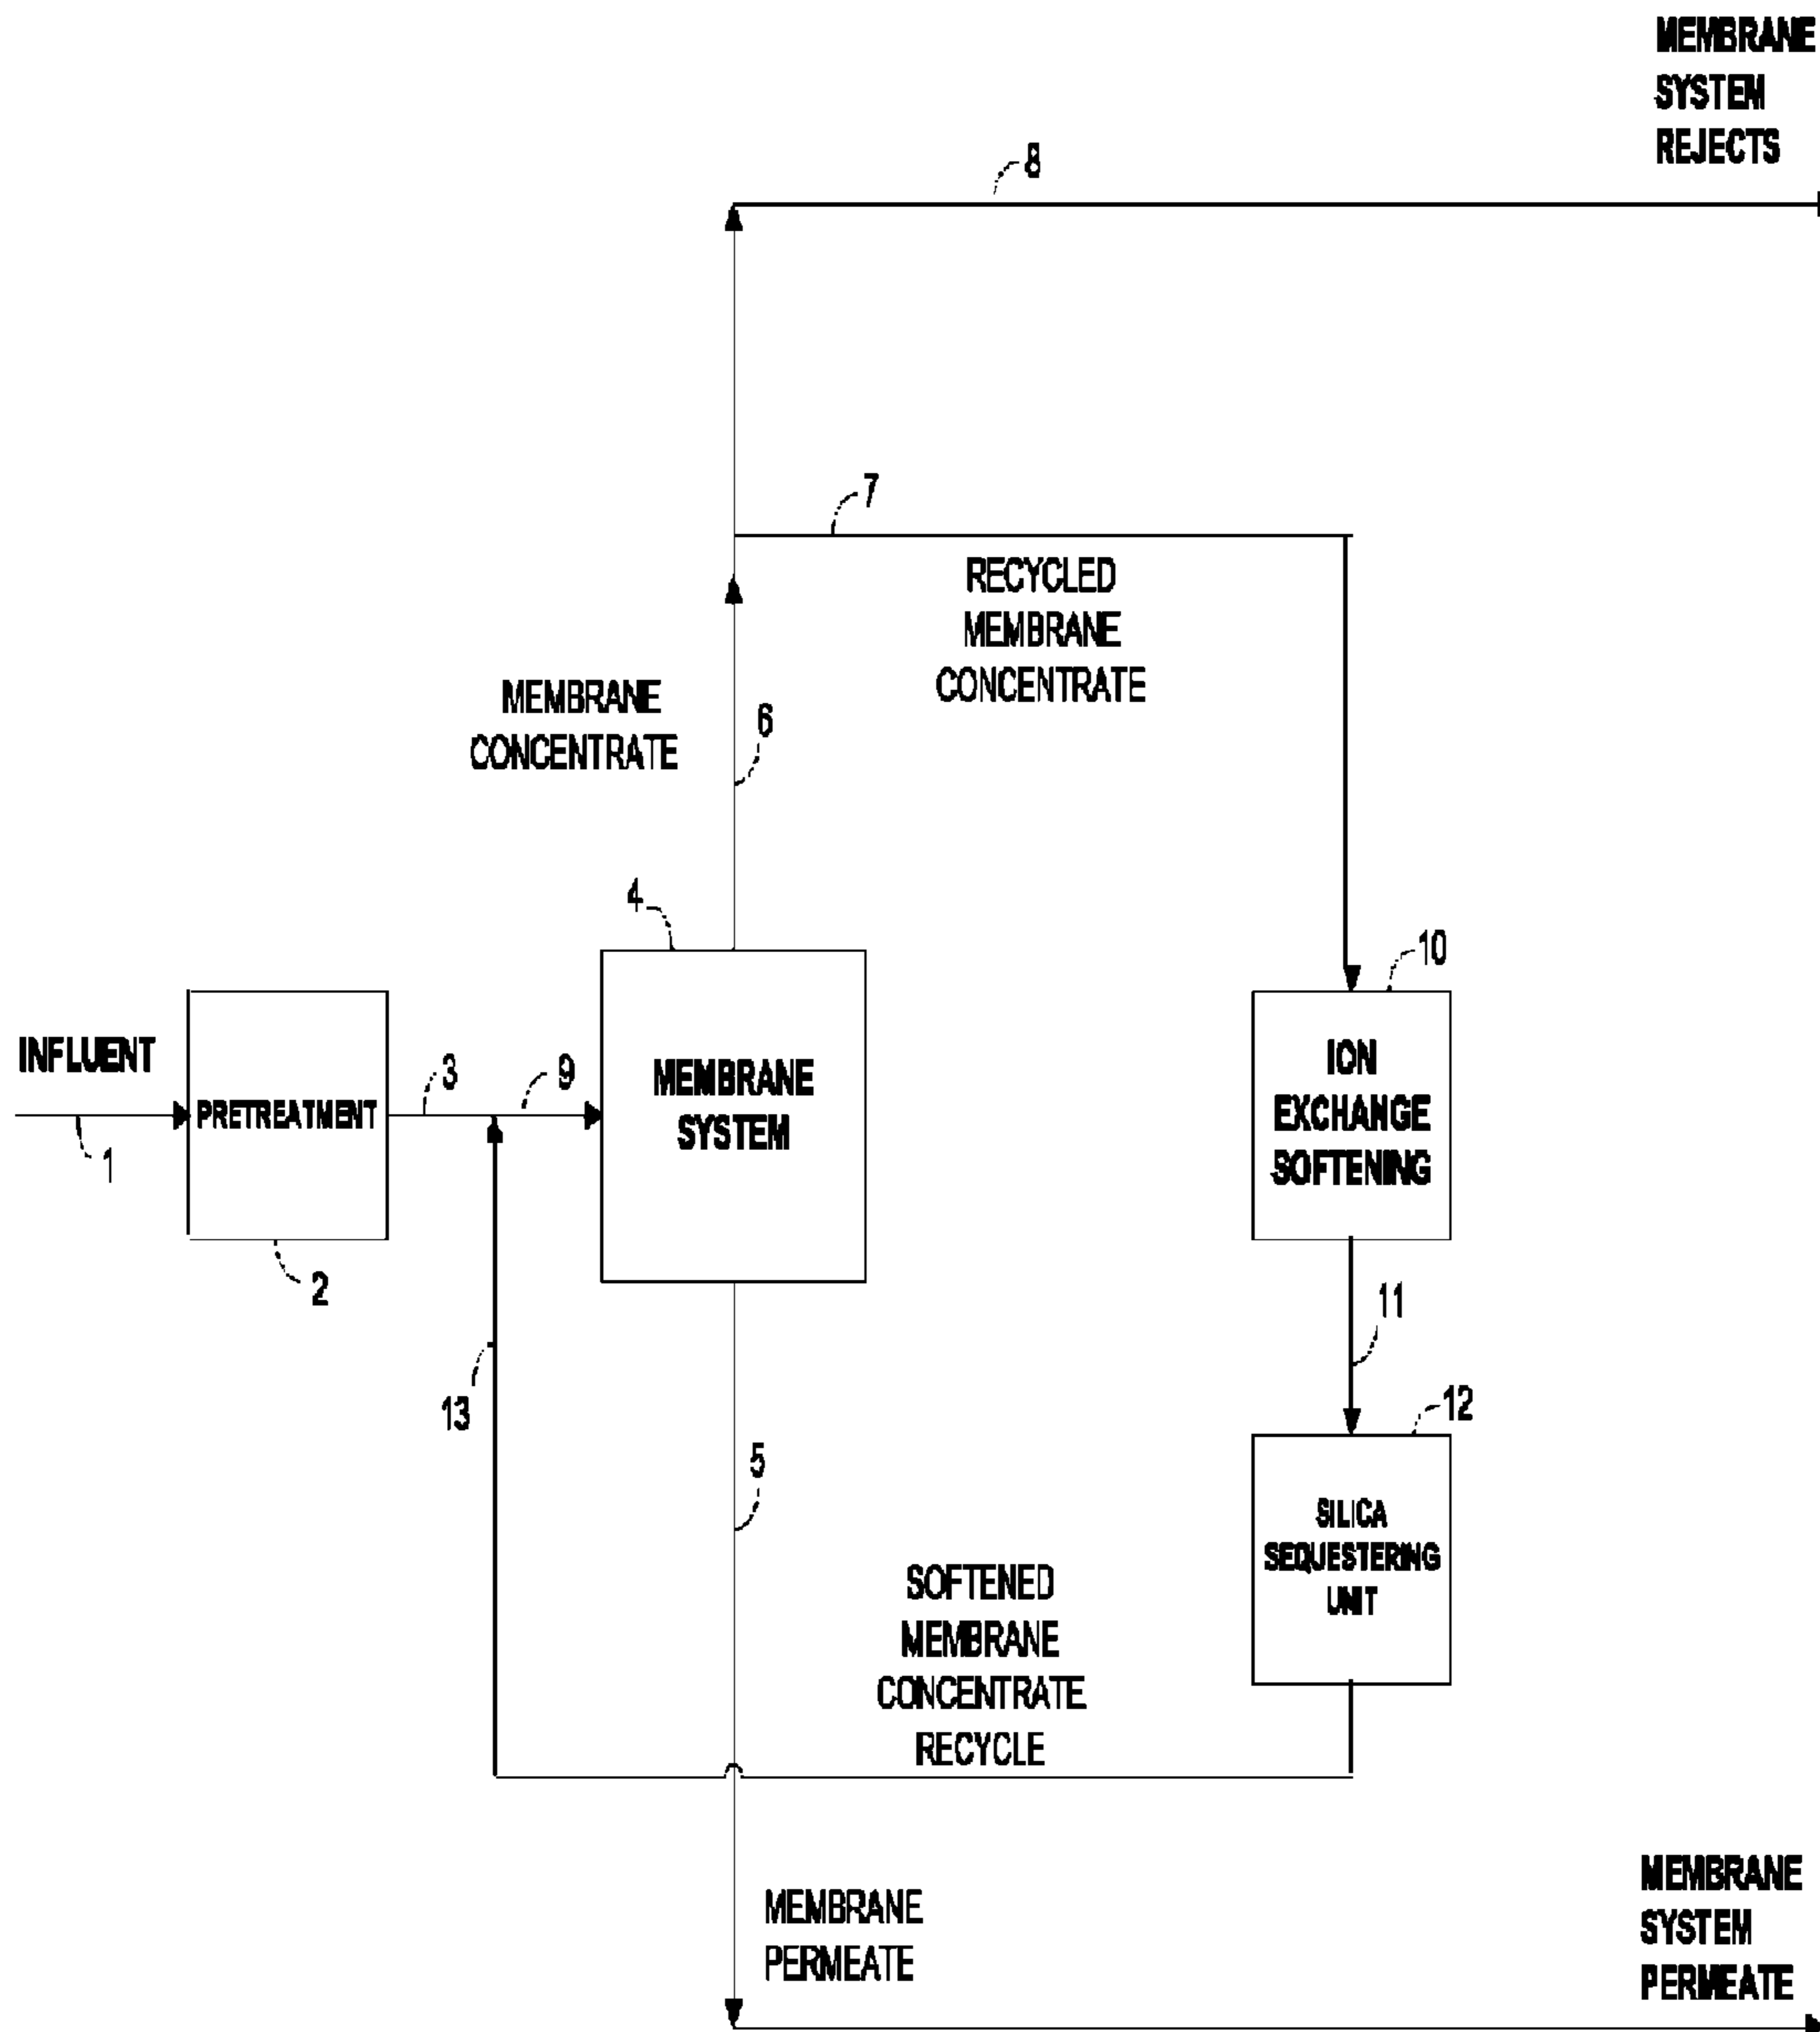 MEMBRANE
SYSTEM
REJECTS
8
7
RECYCLED
MEMBRANE
CONCENTRATE
MEMBRANE
CONCENTRATE
6
4
10
INFLUENT
PRETREATMENT
3
9
MEMBRANE
SYSTEM
ION
EXCHANGE
SOFTENING
1
2
11
13
12
5
SILICA
SEQUESTERING
UNIT
SOFTENED
MEMBRANE
CONCENTRATE
RECYCLE
MEMBRANE
PERMEATE
MEMBRANE
SYSTEM
PERMEATE